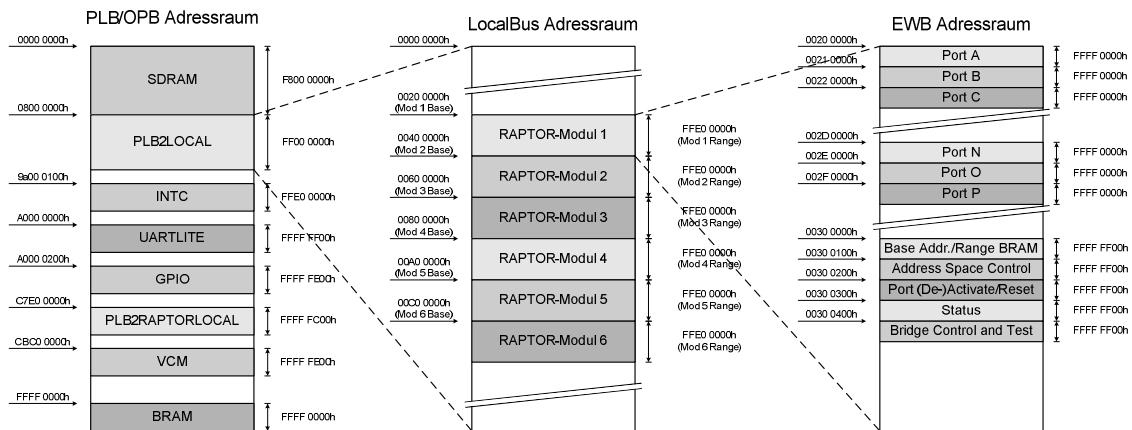 PLB/OPB Adressraum
0000 0000h
SDRAM
F800 0000h
0800 0000h
PLB2LOCAL
FF00 0000h
9a00 0100h
INTC
FFE0 0000h
A000 0000h
UARTLITE
FFFF FF00h
A000 0200h
GPIO
FFFF FE00h
C7E0 0000h
PLB2RAPTORLOCAL
FFFF FC00h
CBC0 0000h
VCM
FFFF FE00h
FFFF 0000h
BRAM
FFFF 0000h
LocalBus Adressraum
0000 0000h
0020 0000h
(Mod 1 Base)
RAPTOR-Modul 1
FFE0 0000h
(Mod 1 Range)
0040 0000h
(Mod 2 Base)
RAPTOR-Modul 2
FFE0 0000h
(Mod 2 Range)
0060 0000h
(Mod 3 Base)
RAPTOR-Modul 3
FFE0 0000h
(Mod 3 Range)
0080 0000h
(Mod 4 Base)
RAPTOR-Modul 4
FFE0 0000h
(Mod 4 Range)
00A0 0000h
(Mod 5 Base)
RAPTOR-Modul 5
FFE0 0000h
(Mod 5 Range)
00C0 0000h
(Mod 6 Base)
RAPTOR-Modul 6
FFE0 0000h
(Mod 6 Range)
EWB Adressraum
0020 0000h
Port A
FFFF 0000h
0021 0000h
Port B
FFFF 0000h
0022 0000h
Port C
FFFF 0000h
002D 0000h
Port N
FFFF 0000h
002E 0000h
Port O
FFFF 0000h
002F 0000h
Port P
FFFF 0000h
0030 0000h
Base Addr./Range BRAM
FFFF FF00h
0030 0100h
Address Space Control
FFFF FF00h
0030 0200h
Port (De-)Activate/Reset
FFFF FF00h
0030 0300h
Status
FFFF FF00h
0030 0400h
Bridge Control and Test
FFFF FF00h